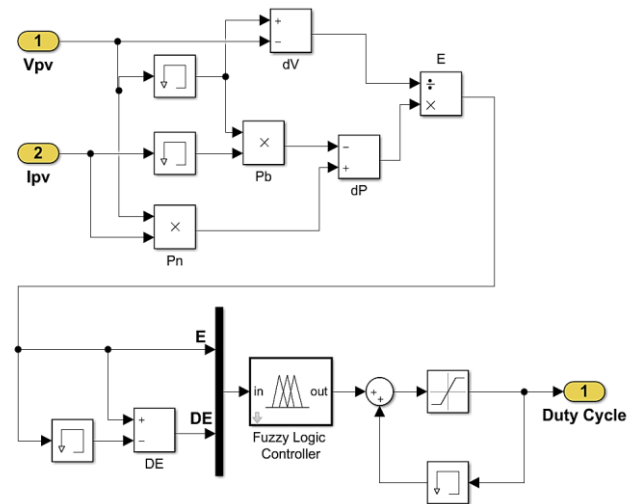 1
Vpv
+
−
dV
E
÷
×
2
Ipv
×
Pb
−
+
dP
×
Pn
E
+
−
DE
DE
in
out
Fuzzy Logic
Controller
+
+
1
Duty Cycle